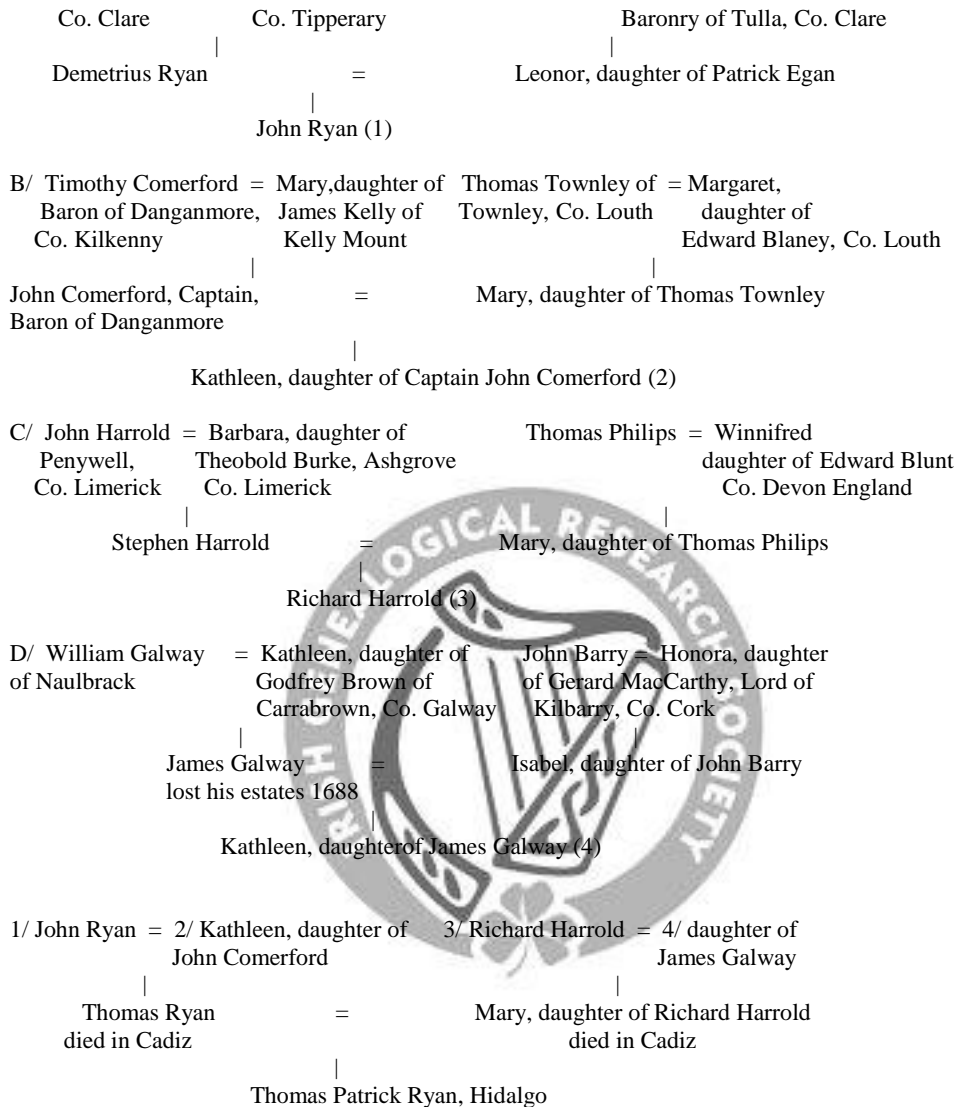 Co. Clare Co. Tipperary Baronry of Tulla, Co. Clare
| |
Demetrius Ryan = Leonor, daughter of Patrick Egan
|
John Ryan (1)
B/ Timothy Comerford = Mary,daughter of Thomas Townley of = Margaret,
Baron of Danganmore, James Kelly of Townley, Co. Louth daughter of
Co. Kilkenny Kelly Mount Edward Blaney, Co. Louth
| |
John Comerford, Captain, = Mary, daughter of Thomas Townley
Baron of Danganmore
|
Kathleen, daughter of Captain John Comerford (2)
C/ John Harrold = Barbara, daughter of Thomas Philips = Winnifred
Penywell, Theobold Burke, Ashgrove daughter of Edward Blunt
Co. Limerick Co. Limerick Co. Devon England
| |
Stephen Harrold = Mary, daughter of Thomas Philips
|
Richard Harrold (3)
D/ William Galway = Kathleen, daughter of John Barry = Honora, daughter
of Naulbrack Godfrey Brown of of Gerard MacCarthy, Lord of
Carrabrown, Co. Galway Kilbarry, Co. Cork
| |
James Galway = Isabel, daughter of John Barry
lost his estates 1688
|
Kathleen, daughterof James Galway (4)
1/ John Ryan = 2/ Kathleen, daughter of 3/ Richard Harrold = 4/ daughter of
John Comerford James Galway
| |
Thomas Ryan = Mary, daughter of Richard Harrold
died in Cadiz died in Cadiz
|
Thomas Patrick Ryan, Hidalgo
IRISH GENEALOGICAL RESEARCH SOCIETY